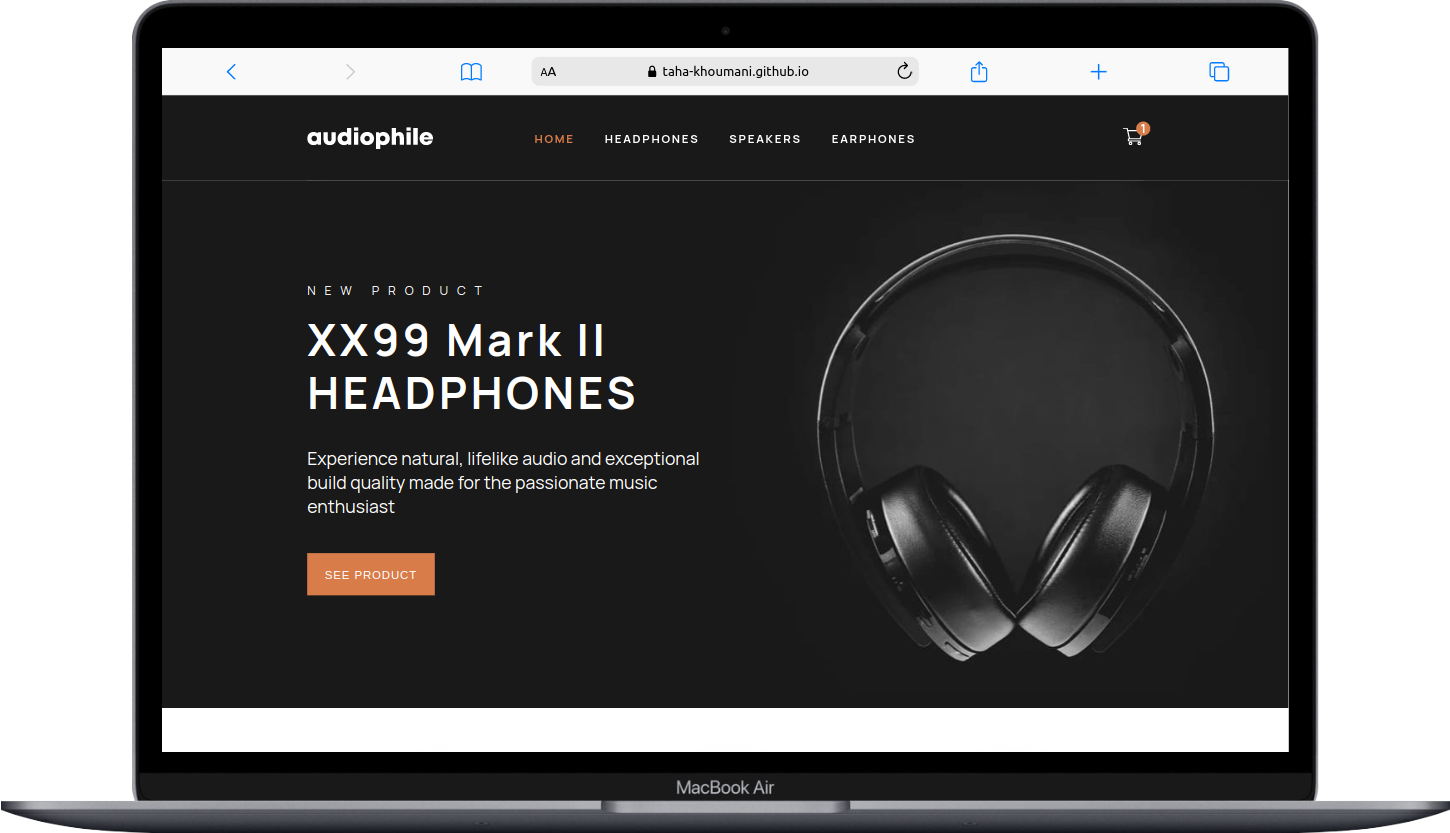 AA taha-khoumani.github.io
audiophile HOME HEADPHONES SPEAKERS EARPHONES 1
NEW PRODUCT
XX99 Mark II
HEADPHONES
Experience natural, lifelike audio and exceptional
build quality made for the passionate music
enthusiast
SEE PRODUCT
MacBook Air